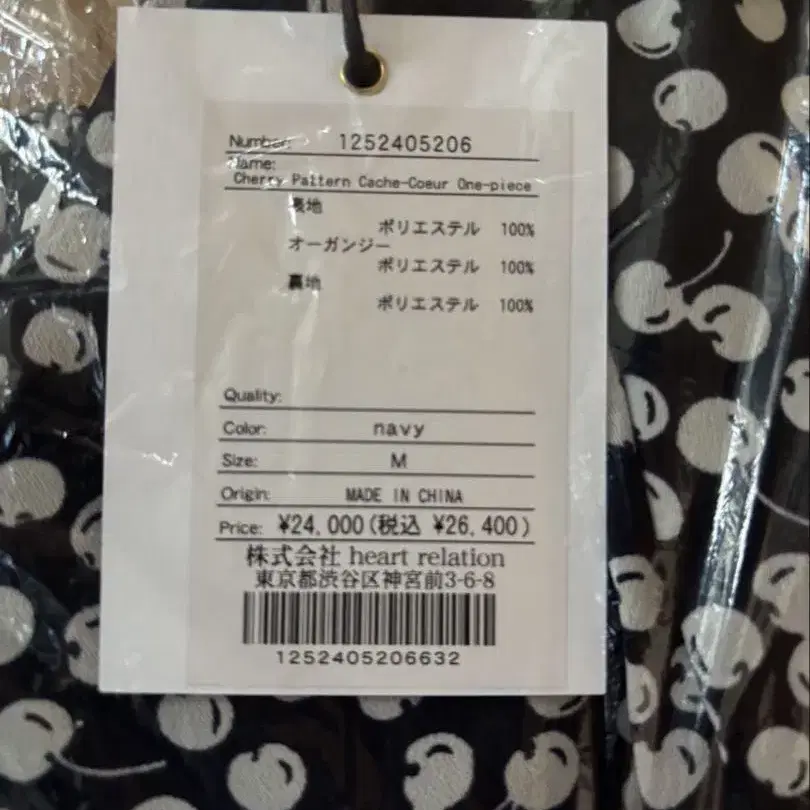 Number: 1252405206
Name:
Cherry Pattern Cache-Coeur One-piece
表地
ポリエステル 100%
オーガンジー
ポリエステル 100%
裏地
ポリエステル 100%
Quality:
Color: navy
Size: M
Origin: MADE IN CHINA
Price: ¥24,000(税込 ¥26,400)
株式会社 heart relation
東京都渋谷区神宮前3-6-8
1252405206632